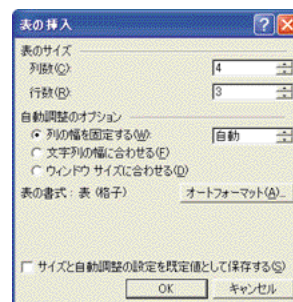 表の挿入
表のサイズ
列数(C): 4
行数(R): 3
自動調整のオプション
列の幅を固定する(W): 自動
文字列の幅に合わせる(F)
ウィンドウ サイズに合わせる(D)
表の書式: 表 (格子) オートフォーマット(A)...
サイズと自動調整の設定を既定値として保存する(S)
OK キャンセル